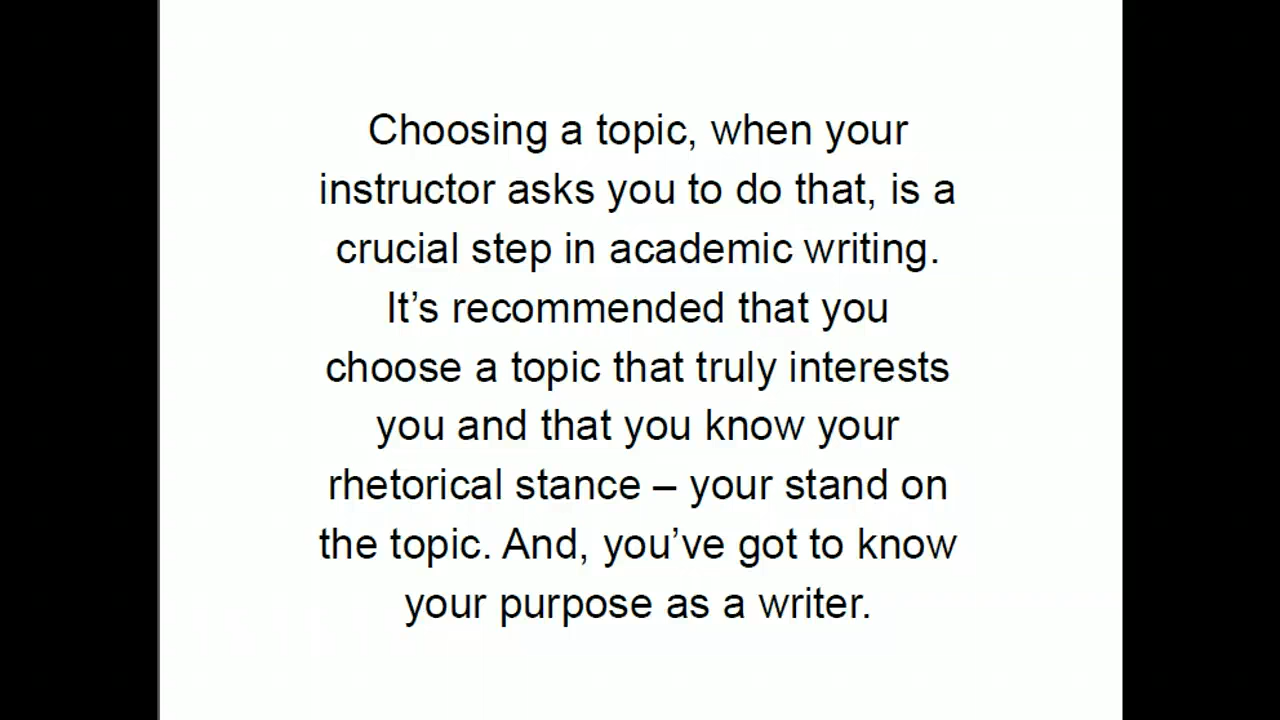 Choosing a topic, when your
instructor asks you to do that, is a
crucial step in academic writing.
It’s recommended that you
choose a topic that truly interests
you and that you know your
rhetorical stance – your stand on
the topic. And, you’ve got to know
your purpose as a writer.